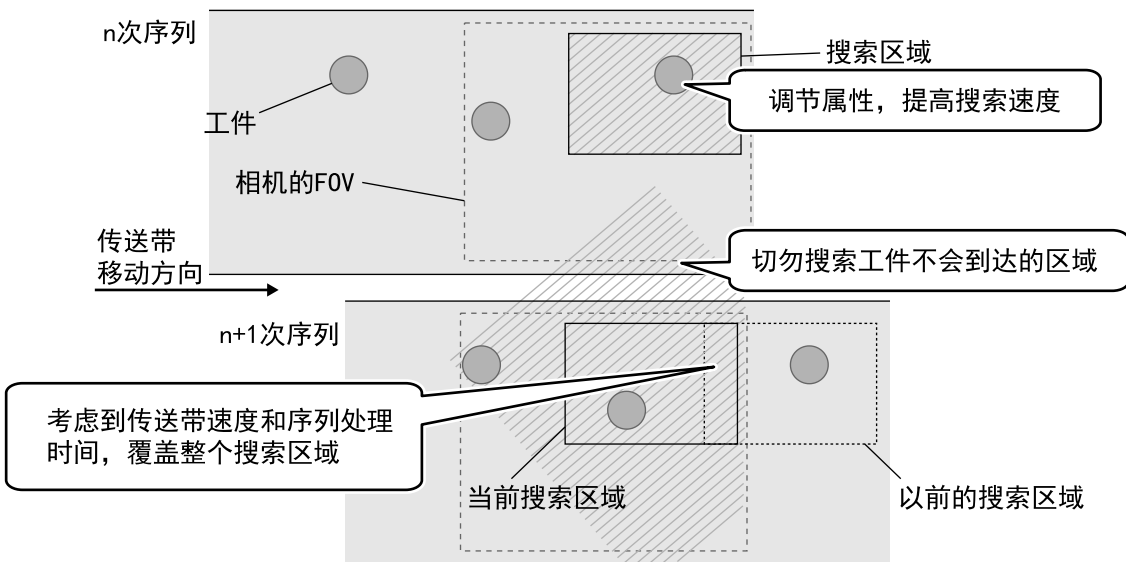 n次序列
搜索区域
调节属性，提高搜索速度
工件
相机的FOV
传送带
移动方向
切勿搜索工件不会到达的区域
n+1次序列
考虑到传送带速度和序列处理
时间，覆盖整个搜索区域
当前搜索区域
以前的搜索区域